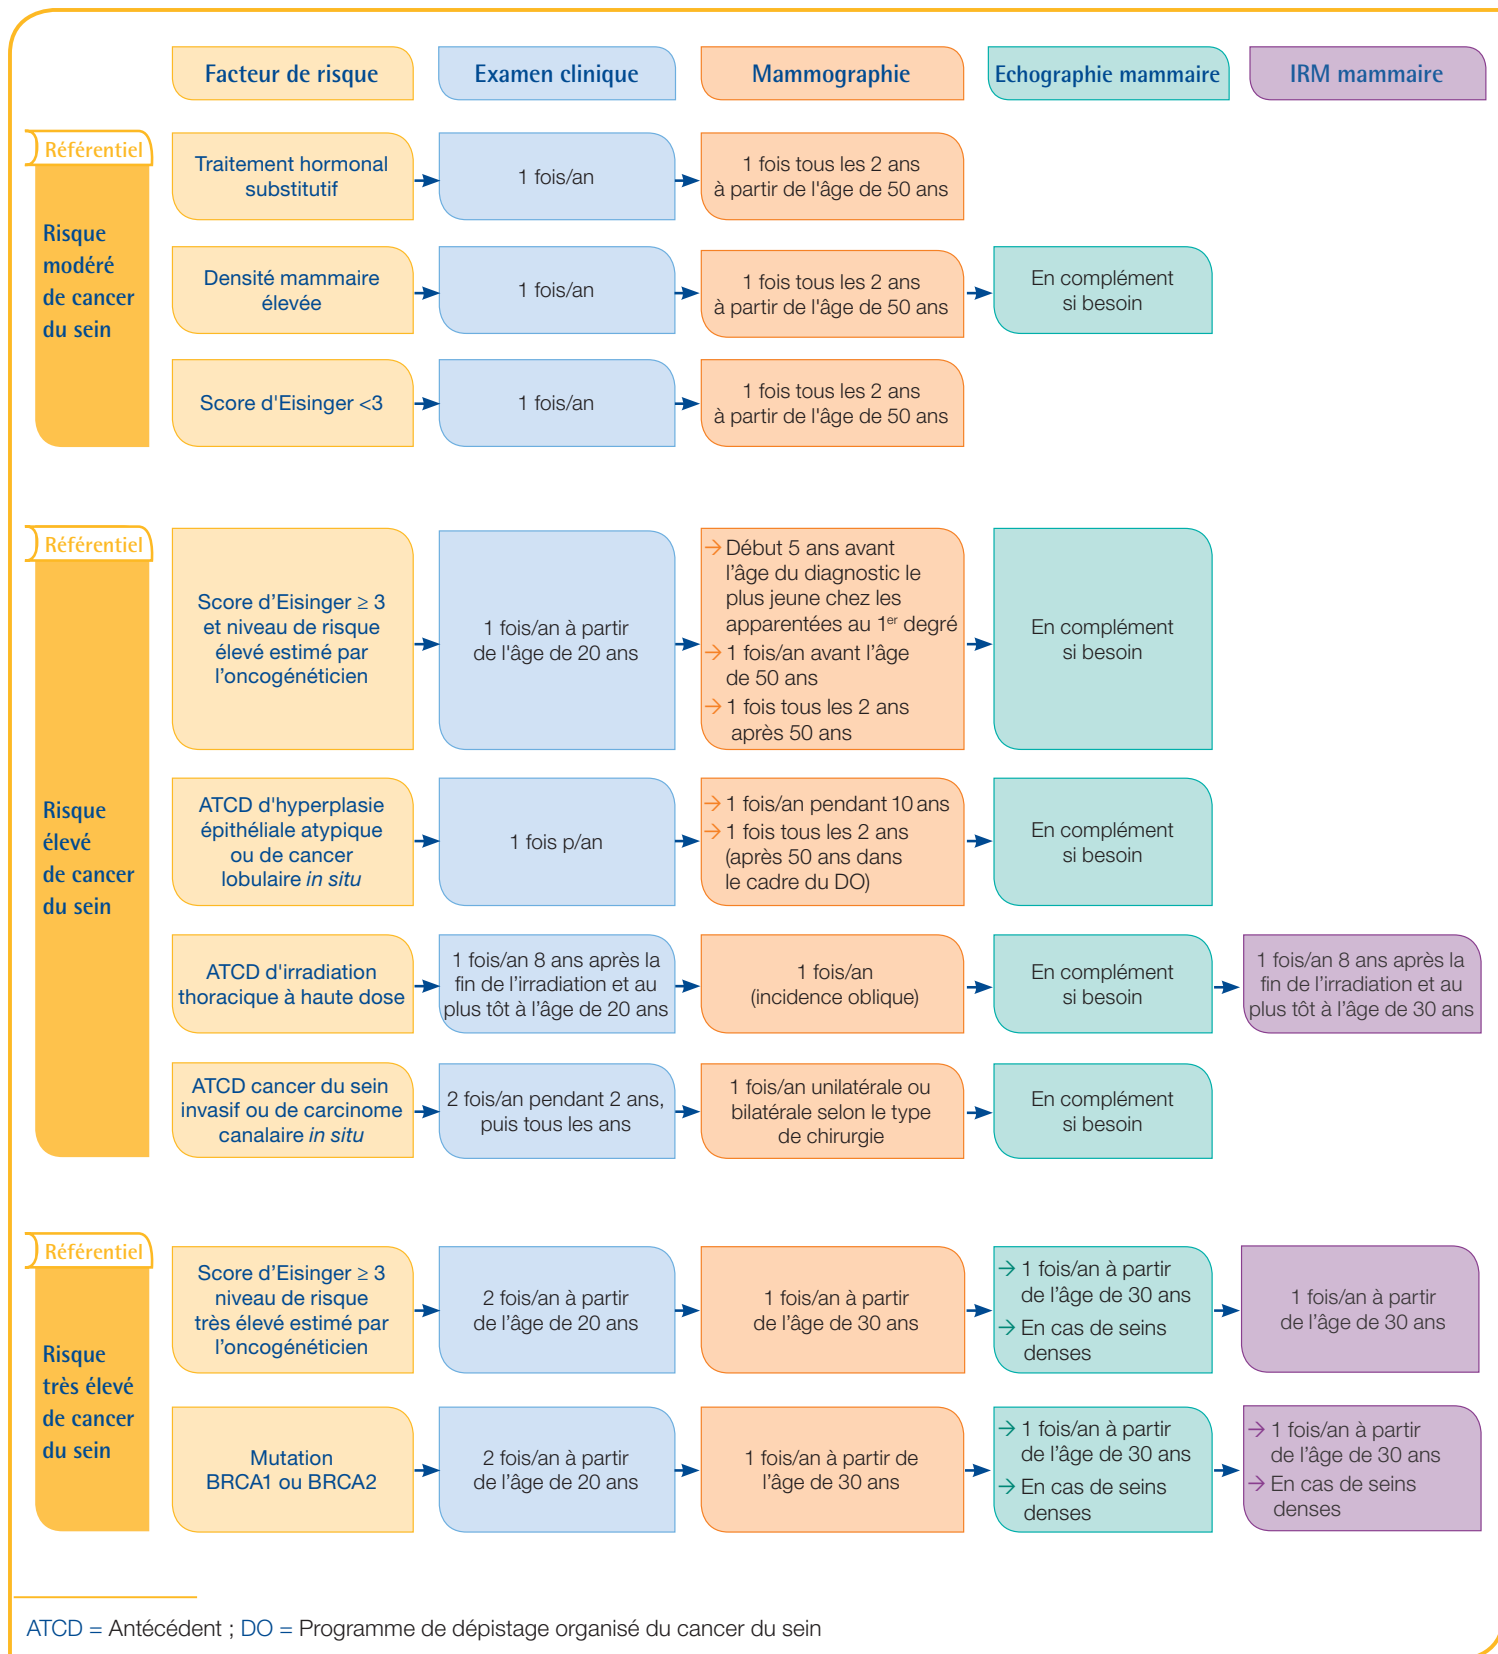 Facteur de risque
Examen clinique
Mammographie
Echographie mammaire
IRM mammaire
Référentiel
Risque
modéré
de cancer
du sein
Traitement hormonal
substitutif
1 fois/an
1 fois tous les 2 ans
à partir de l'âge de 50 ans
Densité mammaire
élevée
1 fois/an
1 fois tous les 2 ans
à partir de l'âge de 50 ans
En complément
si besoin
Score d'Eisinger <3
1 fois/an
1 fois tous les 2 ans
à partir de l'âge de 50 ans
Référentiel
Risque
élevé
de cancer
du sein
Score d’Eisinger ≥ 3
et niveau de risque
élevé estimé par
l’oncogénéticien
1 fois/an à partir
de l'âge de 20 ans
→ Début 5 ans avant
l’âge du diagnostic le
plus jeune chez les
apparentées au 1er degré
→ 1 fois/an avant l’âge
de 50 ans
→ 1 fois tous les 2 ans
après 50 ans
En complément
si besoin
ATCD d'hyperplasie
épithéliale atypique
ou de cancer
lobulaire in situ
1 fois p/an
→ 1 fois/an pendant 10 ans
→ 1 fois tous les 2 ans
(après 50 ans dans
le cadre du DO)
En complément
si besoin
ATCD d'irradiation
thoracique à haute dose
1 fois/an 8 ans après la
fin de l’irradiation et au
plus tôt à l’âge de 20 ans
1 fois/an
(incidence oblique)
En complément
si besoin
1 fois/an 8 ans après la
fin de l’irradiation et au
plus tôt à l’âge de 30 ans
ATCD cancer du sein
invasif ou de carcinome
canalaire in situ
2 fois/an pendant 2 ans,
puis tous les ans
1 fois/an unilatérale ou
bilatérale selon le type
de chirurgie
En complément
si besoin
Référentiel
Risque
très élevé
de cancer
du sein
Score d’Eisinger ≥ 3
niveau de risque
très élevé estimé par
l’oncogénéticien
2 fois/an à partir
de l’âge de 20 ans
1 fois/an à partir
de l’âge de 30 ans
→ 1 fois/an à partir
de l’âge de 30 ans
→ En cas de seins
denses
1 fois/an à partir
de l’âge de 30 ans
Mutation
BRCA1 ou BRCA2
2 fois/an à partir
de l’âge de 20 ans
1 fois/an à partir de
l’âge de 30 ans
→ 1 fois/an à partir
de l’âge de 30 ans
→ En cas de seins
denses
→ 1 fois/an à partir
de l’âge de 30 ans
→ En cas de seins
denses
ATCD = Antécédent ; DO = Programme de dépistage organisé du cancer du sein